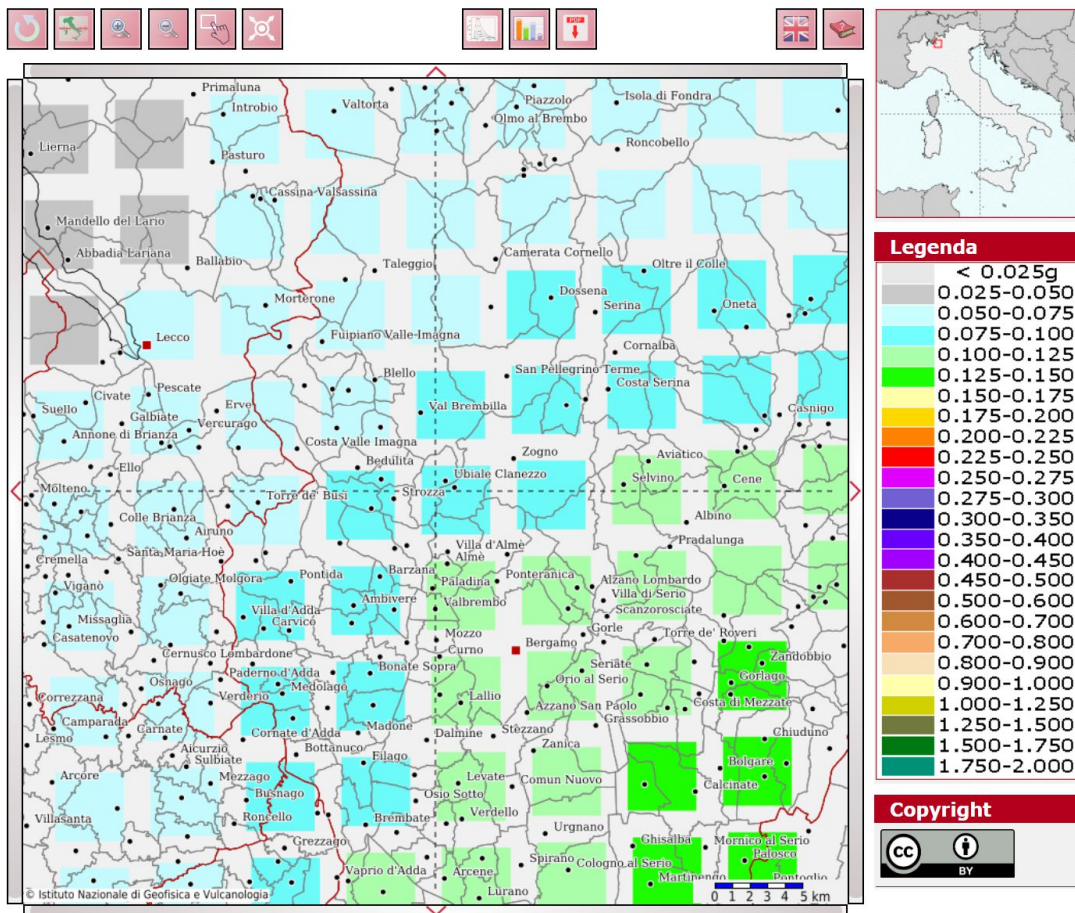 PDF
Primaluna
Piazzolo
Isola di Fondra
Introbio
Valtorta
Olmo al Brembo
Lierna
Roncobello
Pasturo
Cassina Valsassina
Mandello del Lario
Abbadia Lariana
Ballabio
Taleggio
Camerata Cornello
Oltre il Colle
Dossena
Morterone
Serina
Oneta
Lecco
Fuipiano Valle Imagna
Cornalba
Blello
San Pellegrino Terme
Pescate
Costa Serina
Civate
Suello
Galbiate
Erve
Val Brembilla
Casnigo
Vercurago
Annone di Brianza
Costa Valle Imagna
Zogno
Aviatico
Ello
Bedulita
Ubiale Clanezzo
Selvino
Cene
Molteno
Torre de' Busi
Strozza
Colle Brianza
Albino
Airuno
Pradalunga
Santa Maria Hoè
Villa d'Almè
Almè
Cremella
Barzana
Viganò
Olgiate Molgora
Pontida
Paladina
Ponteranica
Alzano Lombardo
Ambivere
Valbrembo
Villa di Serio
Villa d'Adda
Scanzorosciate
Missaglia
Carvico
Casatenovo
Mozzo
Gorle
Torre de' Roveri
Curno
Bergamo
Cernusco Lombardone
Bonate Sopra
Seriate
Zandobbio
Paderno d'Adda
Orio al Serio
Gorlago
Osnago
Medolago
Correzzana
Verderio
Lallio
Azzano San Paolo
Costa di Mezzate
Camparada
Carnate
Madone
Grassobbio
Lesmo
Cornate d'Adda
Dalmine
Stezzano
Chiuduno
Aicurzio
Bottanuco
Zanica
Sulbiate
Filago
Bolgare
Arcore
Mezzago
Levate
Comun Nuovo
Calcinate
Busnago
Osio Sotto
Villasanta
Roncello
Brembate
Verdello
Urgnano
Grezzago
Ghisalba
Mornico al Serio
Spirano
Cologno al Serio
Palosco
Vaprio d'Adda
Arcene
Martinengo
Pontoglio
Lurano
© Istituto Nazionale di Geofisica e Vulcanologia
0 1 2 3 4 5 km
Legenda
< 0.025g
0.025-0.050
0.050-0.075
0.075-0.100
0.100-0.125
0.125-0.150
0.150-0.175
0.175-0.200
0.200-0.225
0.225-0.250
0.250-0.275
0.275-0.300
0.300-0.350
0.350-0.400
0.400-0.450
0.450-0.500
0.500-0.600
0.600-0.700
0.700-0.800
0.800-0.900
0.900-1.000
1.000-1.250
1.250-1.500
1.500-1.750
1.750-2.000
Copyright
CC
BY